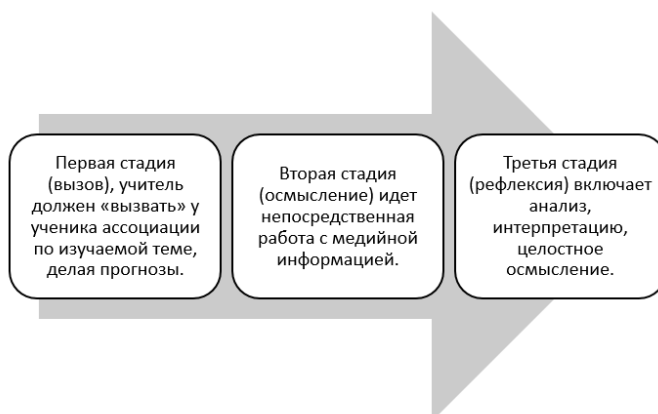 Первая стадия
(вызов), учитель
должен «вызвать» у
ученика ассоциации
по изучаемой теме,
делая прогнозы.
Вторая стадия
(осмысление) идет
непосредственная
работа с медийной
информацией.
Третья стадия
(рефлексия) включает
анализ,
интерпретацию,
целостное
осмысление.